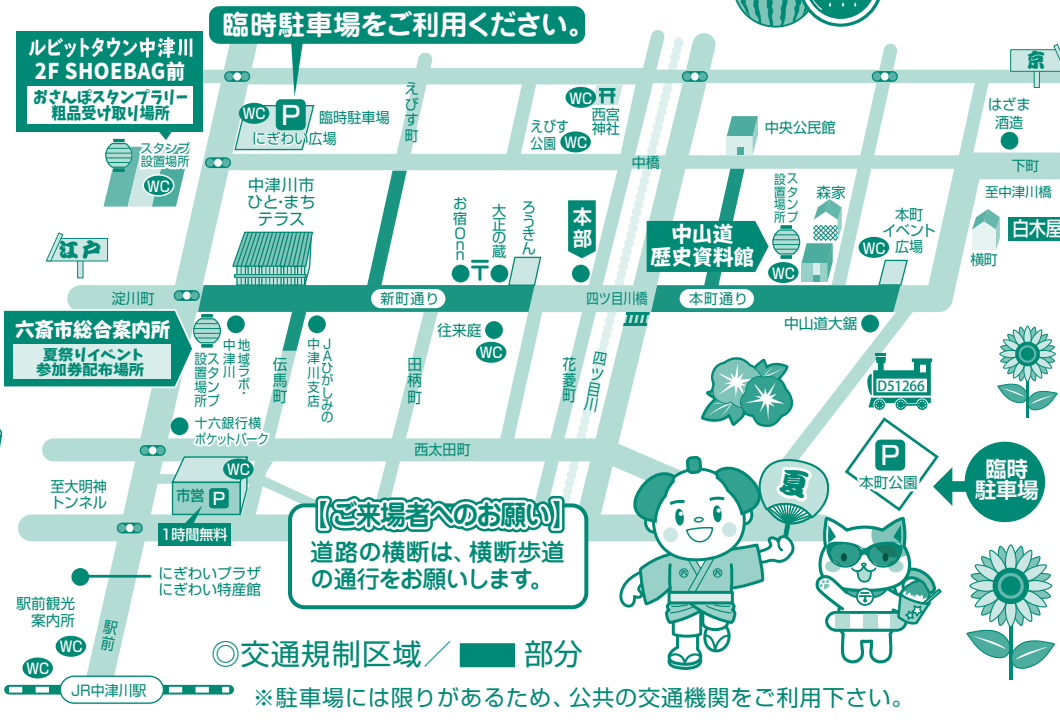 臨時駐車場をご利用ください。
ルビットタウン中津川
2F SHOEBAG前
おさんぽスタンプラリー
粗品受け取り場所
スタンプ
設置場所
WC
WC
P
臨時駐車場
にぎわい広場
えびす町
WC
西宮
神社
えびす
公園
WC
中央公民館
京
はざま
酒造
中橋
下町
至中津川橋
中津川市
ひと・まち
テラス
お宿Onn
〒
大正の蔵
ろうきん
本部
中山道
歴史資料館
スタンプ
設置場所
WC
森家
本町
イベント
広場
WC
白木屋
横町
江戸
淀川町
新町通り
四ツ目川橋
本町通り
六斎市総合案内所
夏祭りイベント
参加券配布場所
スタンプ
設置場所
地域ラボ・
中津川
伝馬町
JAひがしみの
中津川支店
田柄町
往来庭
WC
花菱町
四ツ目川
中山道大鋸
D51266
十六銀行横
ポケットパーク
西太田町
P
本町公園
臨時
駐車場
至大明神
トンネル
WC
市営
P
1時間無料
夏
【ご来場者へのお願い】
道路の横断は、横断歩道
の通行をお願いします。
にぎわいプラザ
にぎわい特産館
駅前観光
案内所
WC
WC
駅前
JR中津川駅
◎交通規制区域／ 部分
※駐車場には限りがあるため、公共の交通機関をご利用下さい。